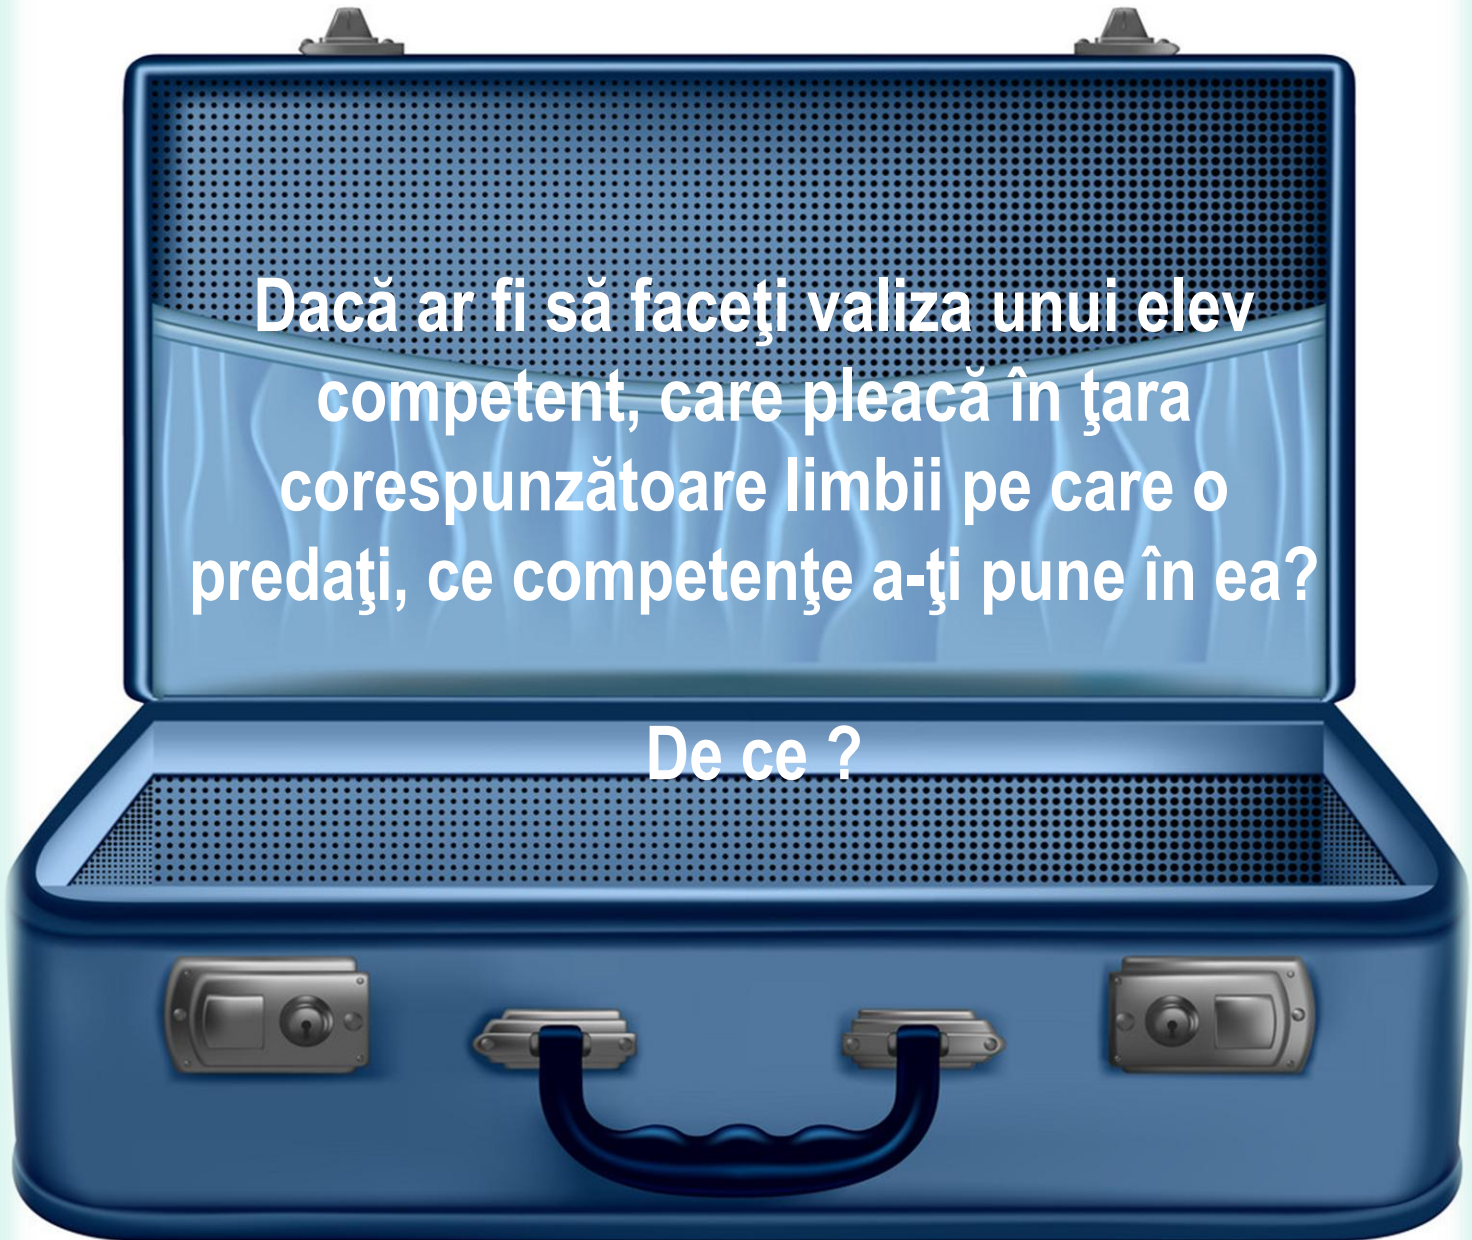 Dacă ar fi să faceţi valiza unui elev
competent, care pleacă în ţara
corespunzătoare limbii pe care o
predaţi, ce competenţe a-ţi pune în ea?
De ce ?